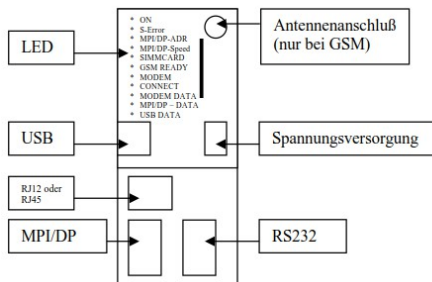 ON
S-Error
MPI/DP-ADR
MPI/DP-Speed
SIMMCARD
GSM READY
MODEM
CONNECT
MODEM DATA
MPI/DP – DATA
USB DATA
Antennenanschluß
(nur bei GSM)
LED
USB
Spannungsversorgung
RJ12 oder
RJ45
MPI/DP
RS232